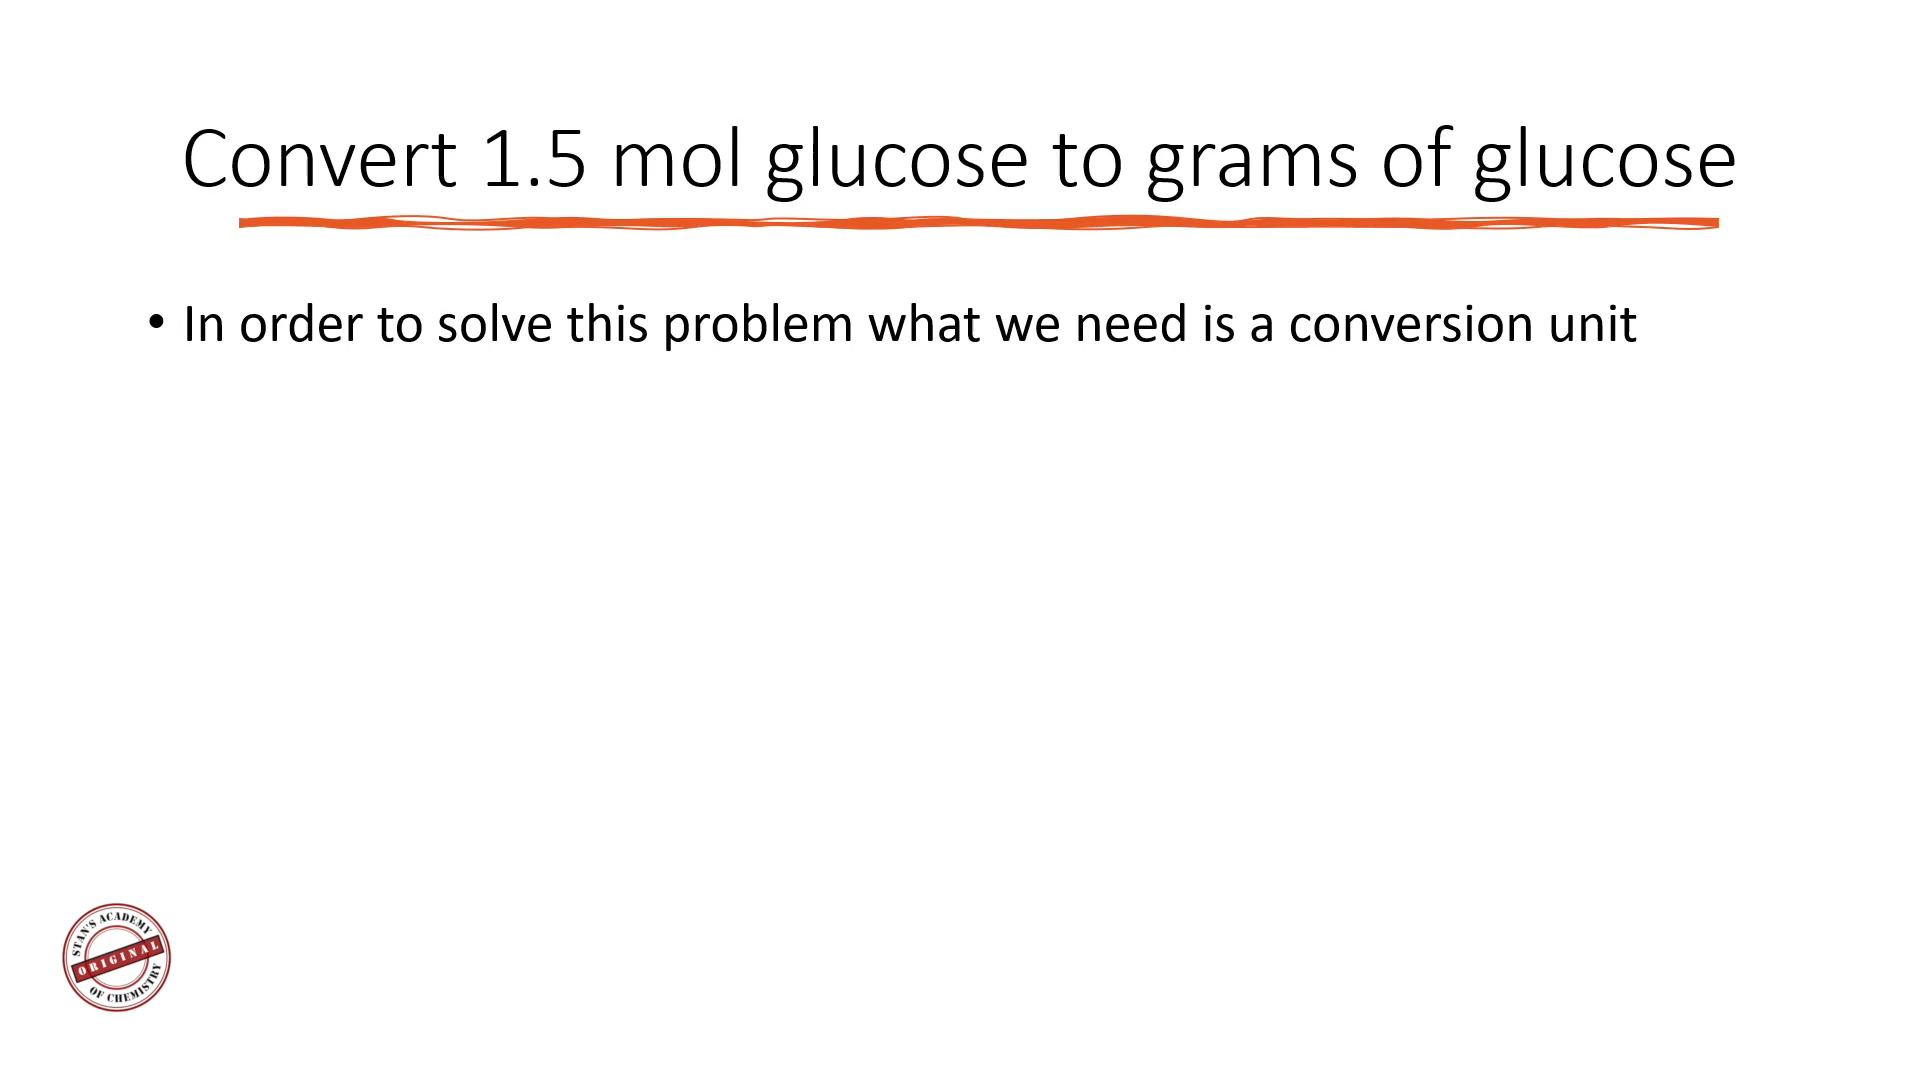 Convert 1.5 mol glucose to grams of glucose
• In order to solve this problem what we need is a conversion unit
STAN'S ACADEMY
ORIGINAL
OF CHEMISTRY